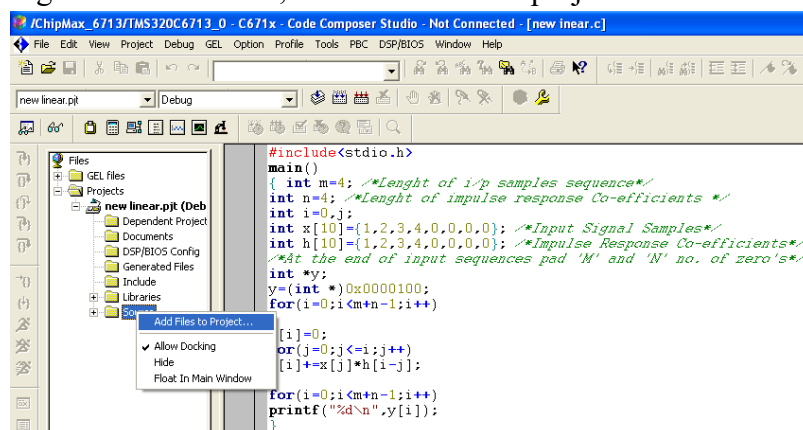 /ChipMax_6713/TMS320C6713_0 - C671x - Code Composer Studio - Not Connected - [new inear.c]
File Edit View Project Debug GEL Option Profile Tools PBC DSP/BIOS Window Help
new linear.pjt Debug
Files
GEL files
Projects
new linear.pjt (Deb
Dependent Project
Documents
DSP/BIOS Config
Generated Files
Include
Libraries
Add Files to Project...
Allow Docking
Hide
Float In Main Window
#include<stdio.h>
main()
{ int m=4; /*Lenght of i/p samples sequence*/
int n=4; /*Lenght of impulse response Co-efficients */
int i=0,j;
int x[10]={1,2,3,4,0,0,0,0}; /*Input Signal Samples*/
int h[10]={1,2,3,4,0,0,0,0}; /*Impulse Response Co-efficients*/
/*At the end of input sequences pad 'M' and 'N' no. of zero's*/
int *y;
y=(int *)0x0000100;
for(i=0;i<m+n-1;i++)
[i]=0;
or(j=0;j<=i;j++)
[i]+=x[j]*h[i-j];
for(i=0;i<m+n-1;i++)
printf("%d\n",y[i]);
}